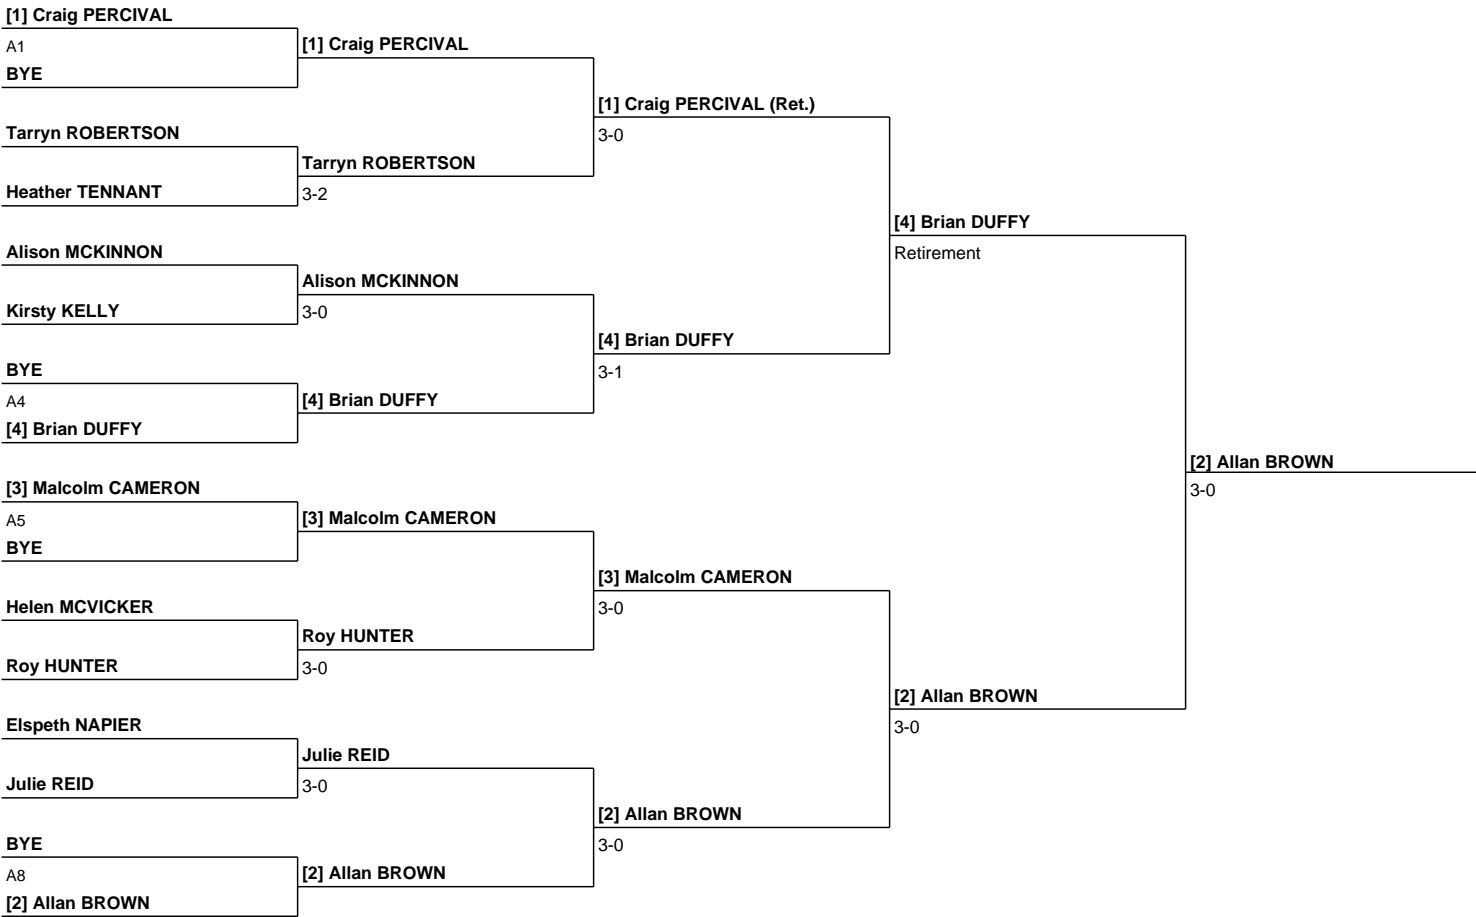 [1] Craig PERCIVAL
A1
BYE
Tarryn ROBERTSON
Heather TENNANT
Alison MCKINNON
Kirsty KELLY
BYE
A4
[4] Brian DUFFY
[3] Malcolm CAMERON
A5
BYE
Helen MCVICKER
Roy HUNTER
Elspeth NAPIER
Julie REID
BYE
A8
[2] Allan BROWN
[1] Craig PERCIVAL
Tarryn ROBERTSON
3-2
Alison MCKINNON
3-0
[4] Brian DUFFY
[3] Malcolm CAMERON
Roy HUNTER
3-0
Julie REID
3-0
[2] Allan BROWN
[1] Craig PERCIVAL (Ret.)
3-0
[4] Brian DUFFY
3-1
[3] Malcolm CAMERON
3-0
[2] Allan BROWN
3-0
[4] Brian DUFFY
Retirement
[2] Allan BROWN
3-0
[2] Allan BROWN
3-0